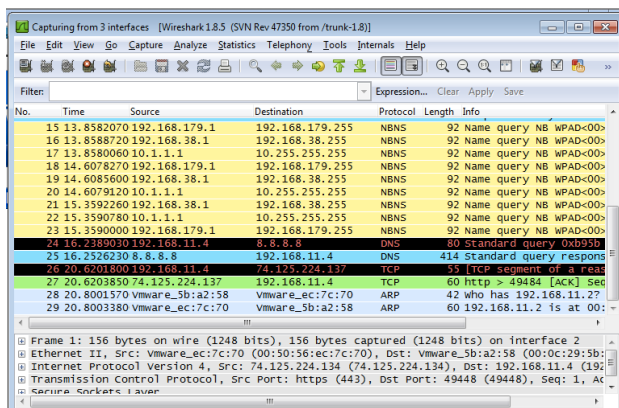 Capturing from 3 interfaces [Wireshark 1.8.5 (SVN Rev 47350 from /trunk-1.8)]
File Edit View Go Capture Analyze Statistics Telephony Tools Internals Help
Filter: Expression... Clear Apply Save
No. Time Source Destination Protocol Length Info
15 13.8582070 192.168.179.1 192.168.179.255 NBNS 92 Name query NB WPAD<00>
16 13.8588720 192.168.38.1 192.168.38.255 NBNS 92 Name query NB WPAD<00>
17 13.8580060 10.1.1.1 10.255.255.255 NBNS 92 Name query NB WPAD<00>
18 14.6078270 192.168.179.1 192.168.179.255 NBNS 92 Name query NB WPAD<00>
19 14.6085600 192.168.38.1 192.168.38.255 NBNS 92 Name query NB WPAD<00>
20 14.6079120 10.1.1.1 10.255.255.255 NBNS 92 Name query NB WPAD<00>
21 15.3592260 192.168.38.1 192.168.38.255 NBNS 92 Name query NB WPAD<00>
22 15.3590780 10.1.1.1 10.255.255.255 NBNS 92 Name query NB WPAD<00>
23 15.3590000 192.168.179.1 192.168.179.255 NBNS 92 Name query NB WPAD<00>
24 16.2389030 192.168.11.4 8.8.8.8 DNS 80 Standard query 0xb95b
25 16.2526230 8.8.8.8 192.168.11.4 DNS 414 Standard query respons
26 20.6201800 192.168.11.4 74.125.224.137 TCP 55 [TCP segment of a reas
27 20.6203850 74.125.224.137 192.168.11.4 TCP 60 http > 49484 [ACK] Seq
28 20.8001570 Vmware_5b:a2:58 Vmware_ec:7c:70 ARP 42 Who has 192.168.11.2?
29 20.8003380 Vmware_ec:7c:70 Vmware_5b:a2:58 ARP 60 192.168.11.2 is at 00:
Frame 1: 156 bytes on wire (1248 bits), 156 bytes captured (1248 bits) on interface 2
Ethernet II, Src: Vmware_ec:7c:70 (00:50:56:ec:7c:70), Dst: Vmware_5b:a2:58 (00:0c:29:5b:
Internet Protocol Version 4, Src: 74.125.224.134 (74.125.224.134), Dst: 192.168.11.4 (192
Transmission Control Protocol, Src Port: https (443), Dst Port: 49448 (49448), Seq: 1, Ac
Secure Sockets Layer